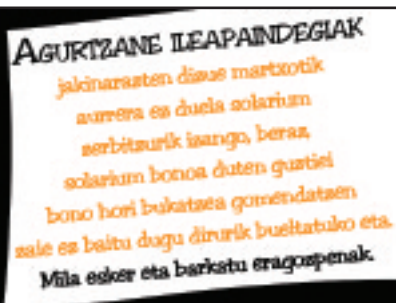 AGURTZANE ILEAPAINDEGIAK
jakinarazten dizue martxotik
aurrera ez duela solarium
zerbitzurik izango, beraz,
solarium bonoa duten guztiei
bono hori bukatzea gomendatzen
zaie ez baitu dugu dirurik bueltatuko eta.
Mila esker eta barkatu eragozpenak.